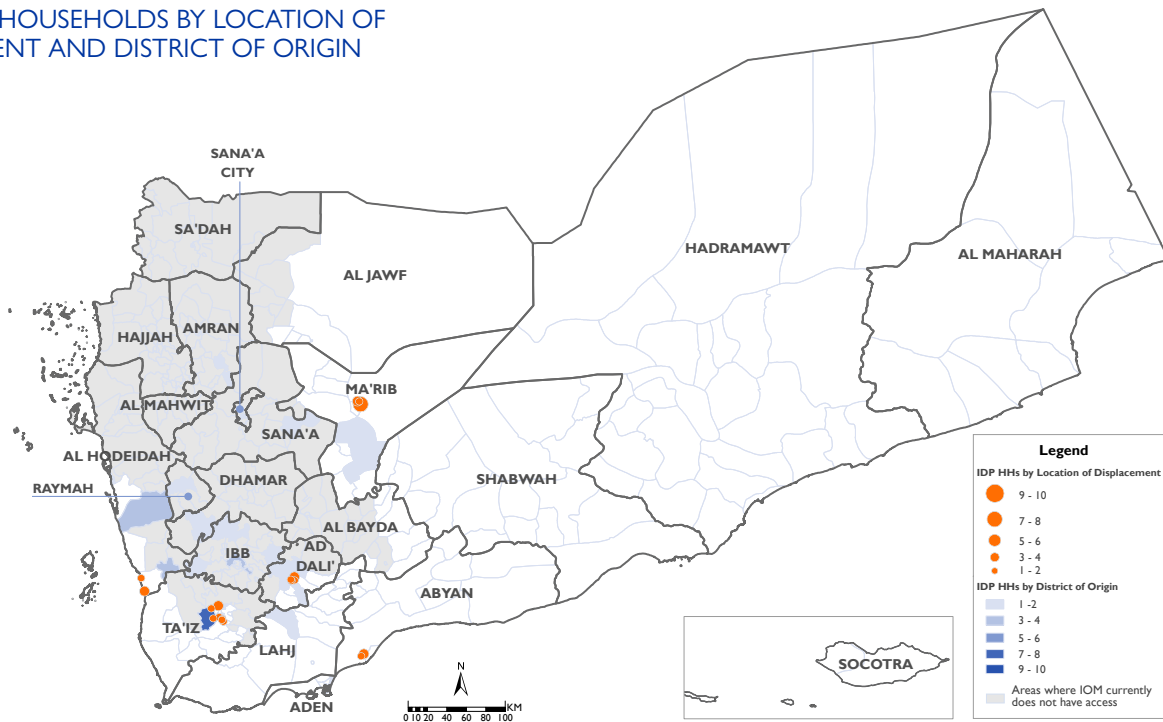 HOUSEHOLDS BY LOCATION OF
ENT AND DISTRICT OF ORIGIN
SANA'A
CITY
SA'DAH
AL JAWF
HADRAMAWT
AL MAHARAH
HAJJAH
AMRAN
MA'RIB
AL MAHWIT
SANA'A
AL HODEIDAH
RAYMAH
DHAMAR
SHABWAH
AL BAYDA
IBB
AD
DALI'
ABYAN
TA'IZ
LAHJ
ADEN
SOCOTRA
N
0 10 20 40 60 80 100 KM
Legend
IDP HHs by Location of Displacement
9 - 10
7 - 8
5 - 6
3 - 4
1 - 2
IDP HHs by District of Origin
1 -2
3 - 4
5 - 6
7 - 8
9 - 10
Areas where IOM currently
does not have access